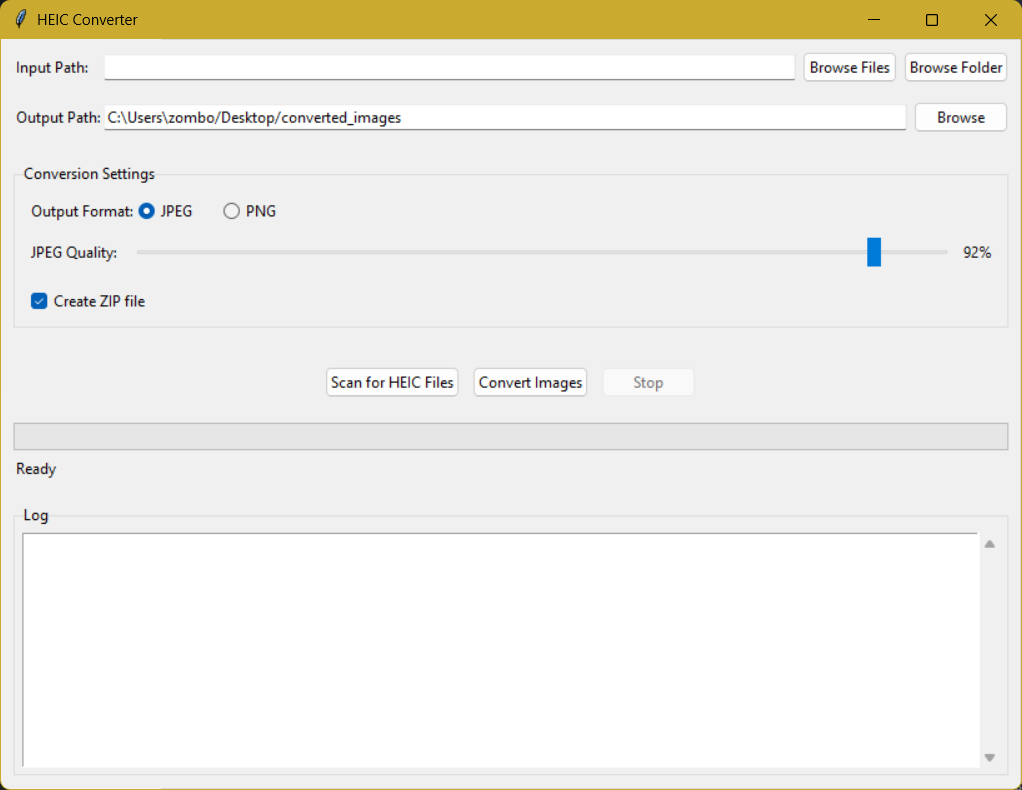 HEIC Converter
Input Path: Browse Files Browse Folder
Output Path: C:\Users\zombo/Desktop/converted_images Browse
Conversion Settings
Output Format: JPEG PNG
JPEG Quality: 92%
Create ZIP file
Scan for HEIC Files Convert Images Stop
Ready
Log